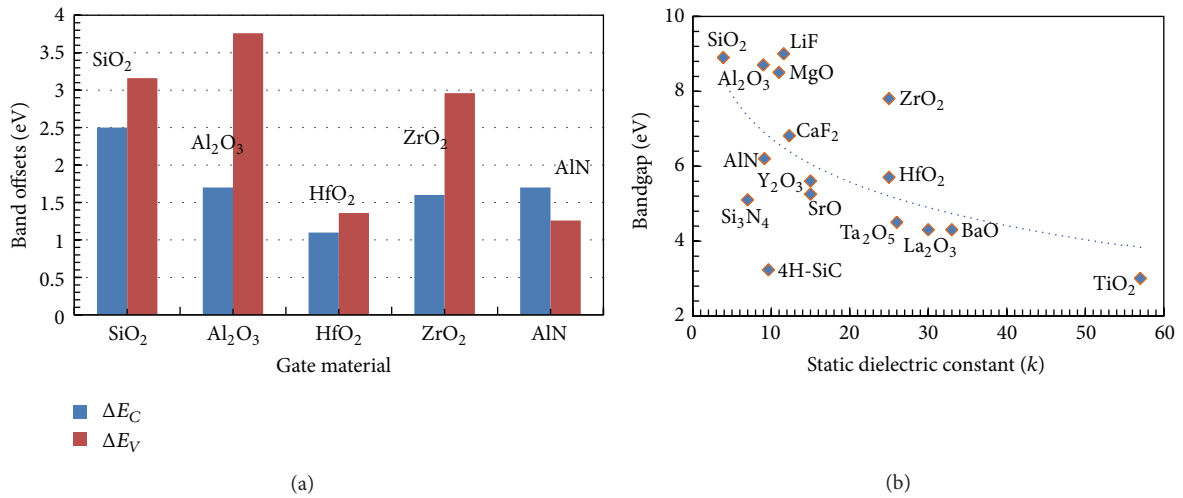 4
3.5
3
2.5
2
1.5
1
0.5
0
Band offsets (eV)
SiO₂
Al₂O₃
HfO₂
ZrO₂
AlN
SiO₂ Al₂O₃ HfO₂ ZrO₂ AlN
Gate material
ΔE_C
ΔE_V
(a)
10
8
6
4
2
Bandgap (eV)
SiO₂
LiF
Al₂O₃
MgO
ZrO₂
CaF₂
AlN
Y₂O₃
HfO₂
Si₃N₄
SrO
Ta₂O₅
La₂O₃
BaO
4H-SiC
TiO₂
0 10 20 30 40 50 60
Static dielectric constant (k)
(b)